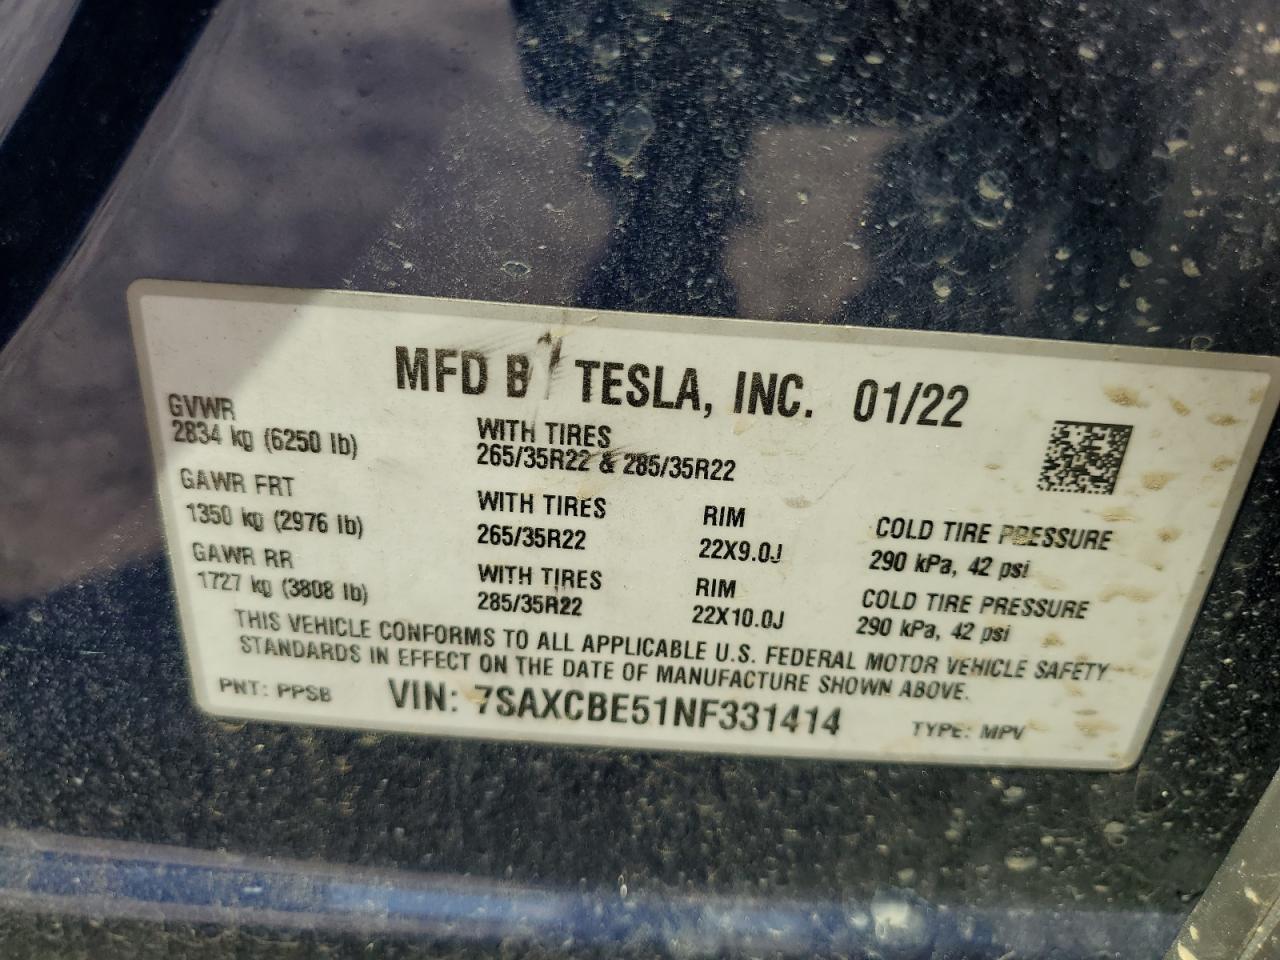 MFD BY TESLA, INC. 01/22
GVWR
2834 kg (6250 lb)
WITH TIRES
265/35R22 & 285/35R22
GAWR FRT
1350 kg (2976 lb)
WITH TIRES
265/35R22
RIM
22X9.0J
COLD TIRE PRESSURE
290 kPa, 42 psi
GAWR RR
1727 kg (3808 lb)
WITH TIRES
285/35R22
RIM
22X10.0J
COLD TIRE PRESSURE
290 kPa, 42 psi
THIS VEHICLE CONFORMS TO ALL APPLICABLE U.S. FEDERAL MOTOR VEHICLE SAFETY
STANDARDS IN EFFECT ON THE DATE OF MANUFACTURE SHOWN ABOVE.
PNT: PPSB
VIN: 7SAXCBE51NF331414
TYPE: MPV